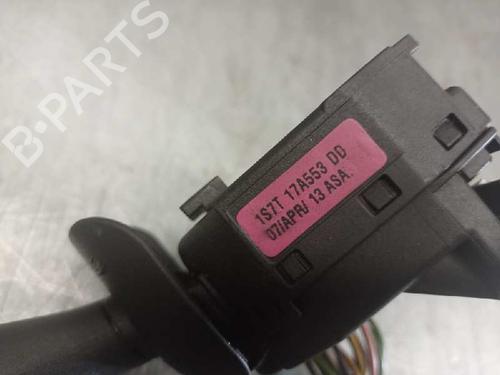 B-PARTS
1S7T 17A553 DD
07/APR/ 13 ASA.